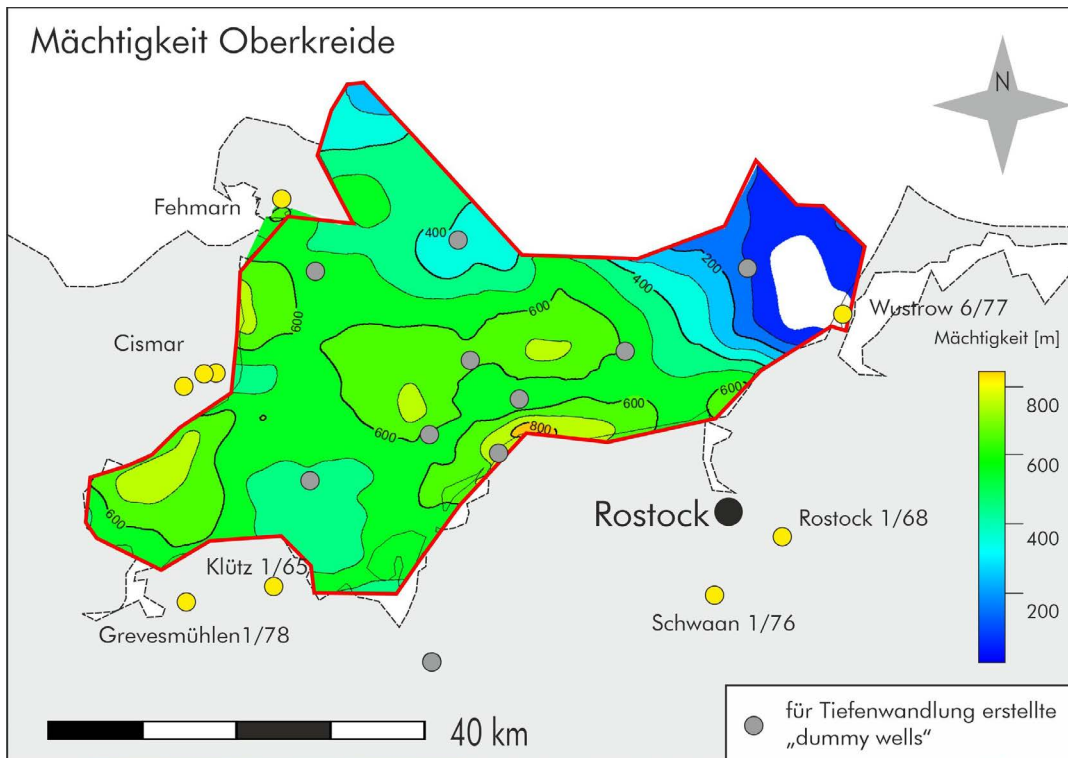 Mächtigkeit Oberkreide
N
Fehmarn
400
200
400
600
600
Wustrow 6/77
Mächtigkeit [m]
Cismar
600
600
600
800
800
600
600
400
200
Rostock
Rostock 1/68
Klütz 1/65
Schwaan 1/76
Grevesmühlen1/78
40 km
für Tiefenwandlung erstellte
„dummy wells“